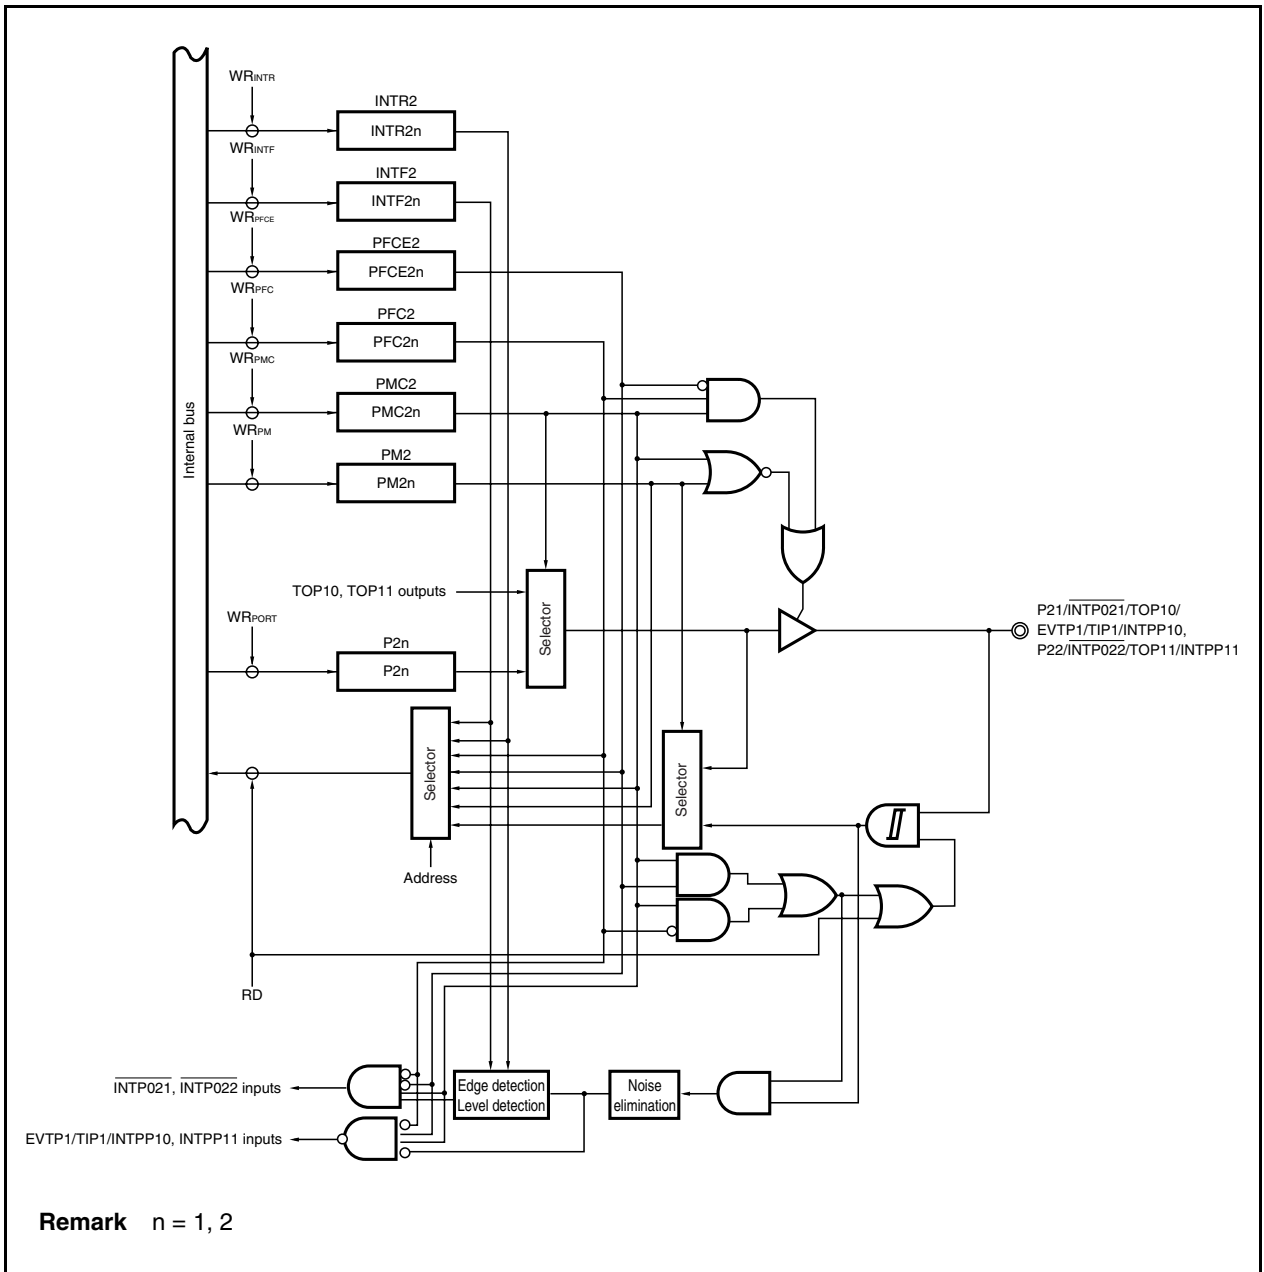 WRINTR
INTR2
INTR2n
WRINTF
INTF2
INTF2n
WRPFCE
PFCE2
PFCE2n
WRPFC
PFC2
PFC2n
WRPMC
PMC2
PMC2n
WRPM
PM2
PM2n
Internal bus
TOP10, TOP11 outputs
Selector
WRPORT
P2n
P2n
P21/INTP021/TOP10/
EVTP1/TIP1/INTPP10,
P22/INTP022/TOP11/INTPP11
Selector
Selector
Address
RD
INTP021, INTP022 inputs
Edge detection
Level detection
Noise
elimination
EVTP1/TIP1/INTPP10, INTPP11 inputs
Remark n = 1, 2